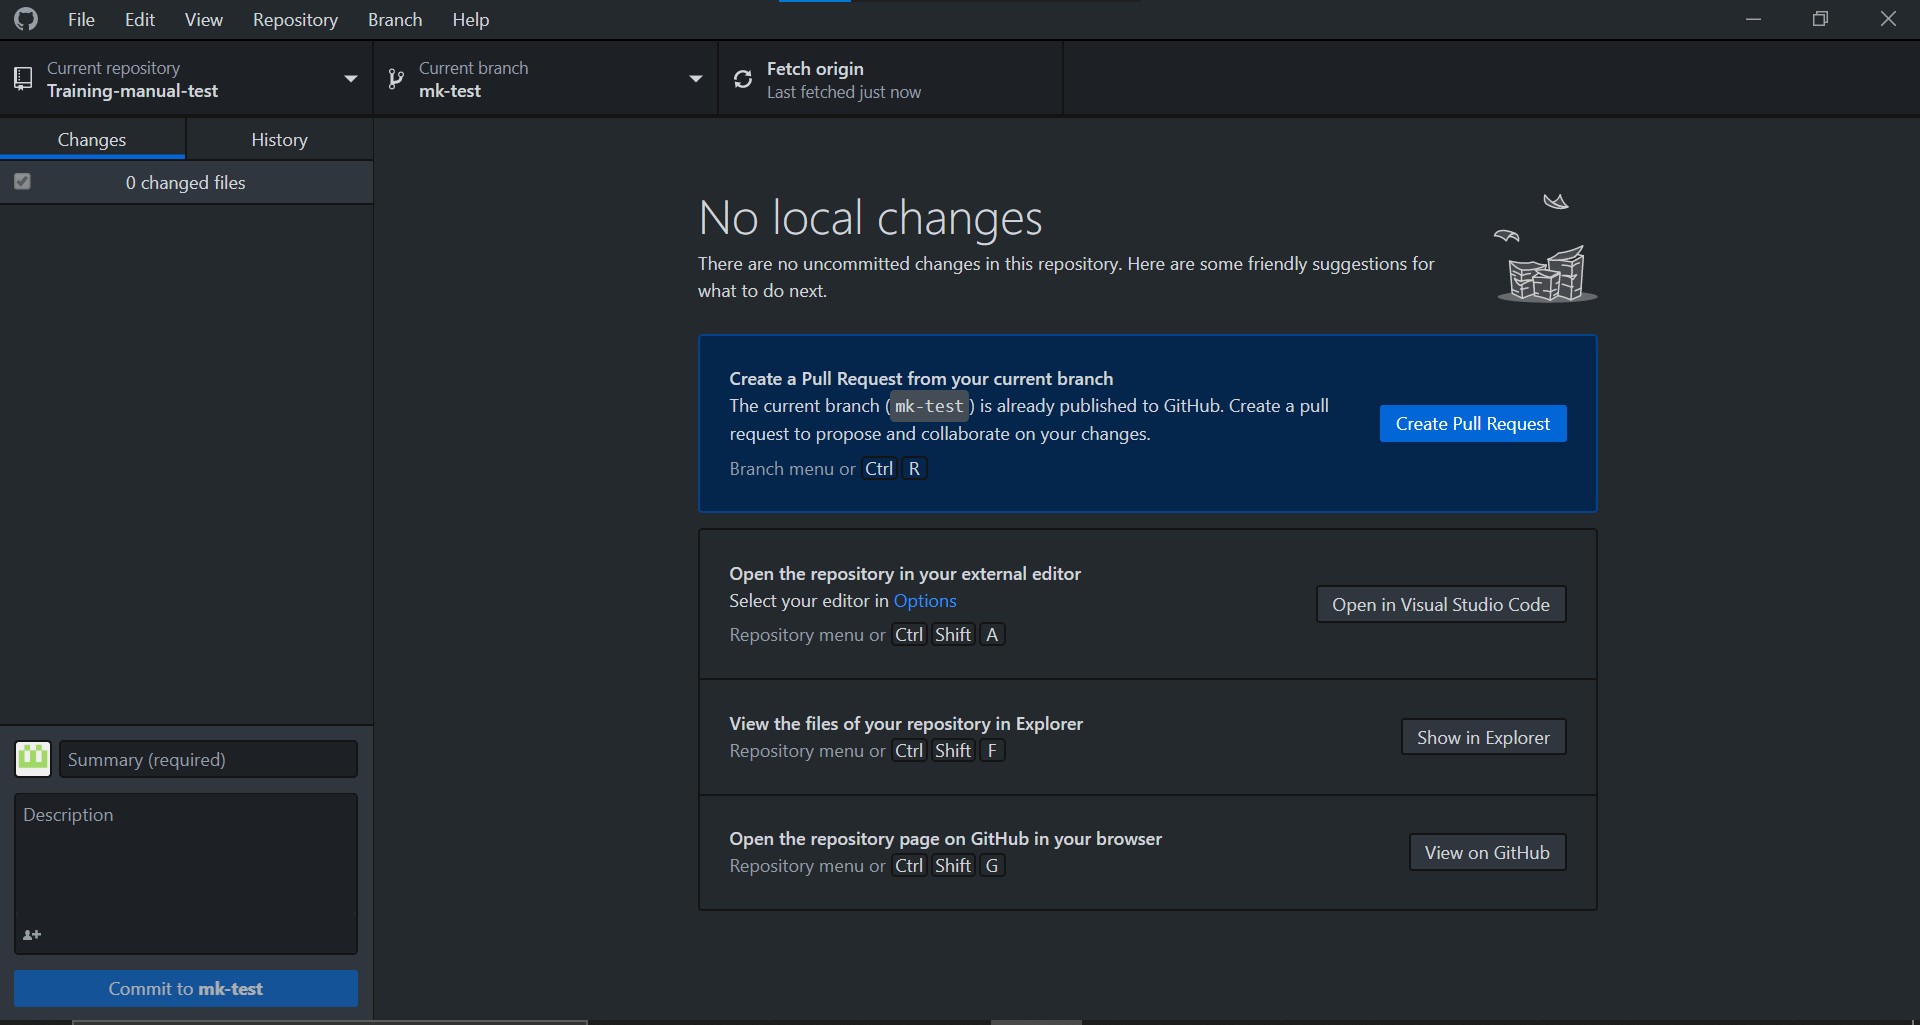 File Edit View Repository Branch Help
Current repository
Training-manual-test
Current branch
mk-test
Fetch origin
Last fetched just now
Changes History
0 changed files
No local changes
There are no uncommitted changes in this repository. Here are some friendly suggestions for
what to do next.
Create a Pull Request from your current branch
The current branch ( mk-test ) is already published to GitHub. Create a pull
request to propose and collaborate on your changes.
Branch menu or Ctrl R
Create Pull Request
Open the repository in your external editor
Select your editor in Options
Repository menu or Ctrl Shift A
Open in Visual Studio Code
View the files of your repository in Explorer
Repository menu or Ctrl Shift F
Show in Explorer
Open the repository page on GitHub in your browser
Repository menu or Ctrl Shift G
View on GitHub
Summary (required)
Description
Commit to mk-test